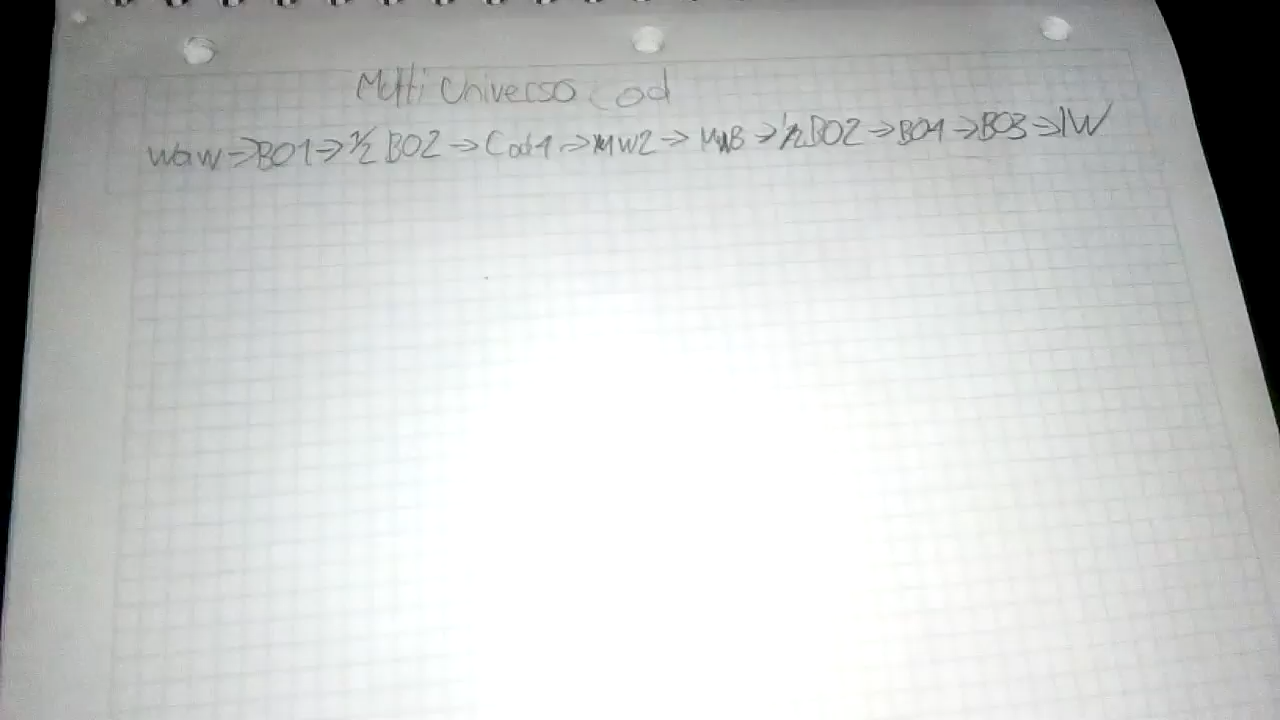 Multi Universo Cod
waw →BO1→ 1/2 BO2 → Cod4 → MW2 → MW3 → 1/2 BO2 → BO4 → BO3 → IW